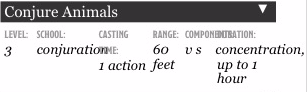 Conjure Animals ▼
LEVEL: SCHOOL: CASTING TIME: RANGE: COMPONENTS: DURATION:
3 conjuration 1 action 60 feet v s concentration, up to 1 hour